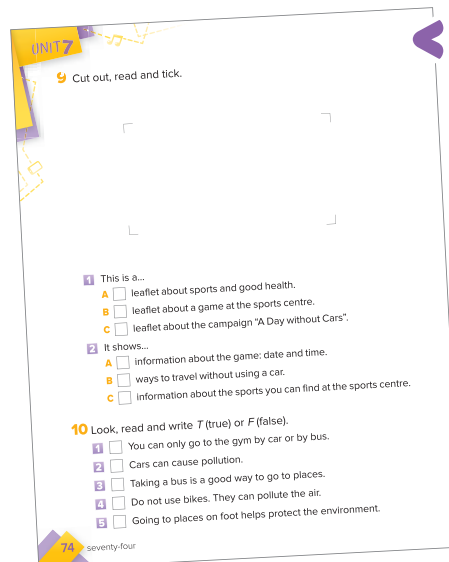 UNIT 7
9 Cut out, read and tick.
1 This is a...
A leaflet about sports and good health.
B leaflet about a game at the sports centre.
C leaflet about the campaign "A Day without Cars".
2 It shows...
A information about the game: date and time.
B ways to travel without using a car.
C information about the sports you can find at the sports centre.
10 Look, read and write T (true) or F (false).
1 You can only go to the gym by car or by bus.
2 Cars can cause pollution.
3 Taking a bus is a good way to go to places.
4 Do not use bikes. They can pollute the air.
5 Going to places on foot helps protect the environment.
74 seventy-four